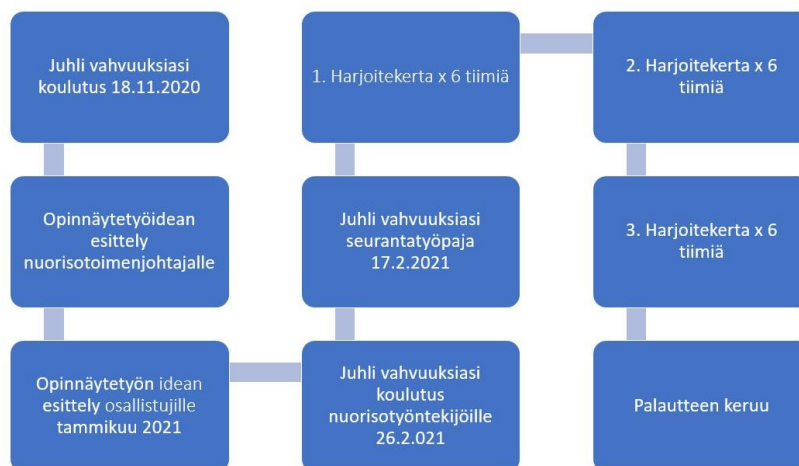 Juhli vahvuuksiasi
koulutus 18.11.2020
Opinnäytetyöidean
esittely
nuorisotoimenjohtajalle
Opinnäytetyön idean
esittely osallistujille
tammikuu 2021
Juhli vahvuuksiasi
koulutus
nuorisotyöntekijöille
26.2.021
Juhli vahvuuksiasi
seurantatyöpaja
17.2.2021
1. Harjoitekerta x 6 tiimiä
2. Harjoitekerta x 6
tiimiä
3. Harjoitekerta x 6
tiimiä
Palautteen keruu